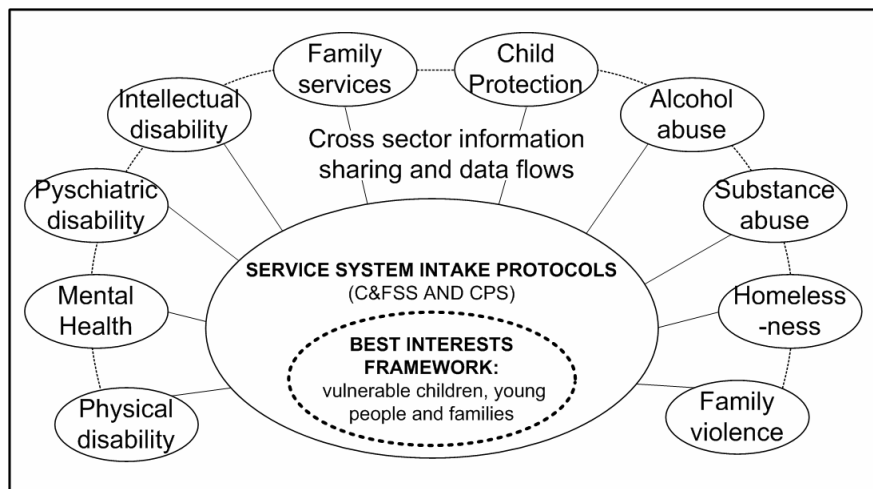 Family
services
Child
Protection
Intellectual
disability
Alcohol
abuse
Cross sector information
sharing and data flows
Pyschiatric
disability
Substance
abuse
SERVICE SYSTEM INTAKE PROTOCOLS
(C&FSS AND CPS)
Mental
Health
Homeless
-ness
BEST INTERESTS
FRAMEWORK:
vulnerable children, young
people and families
Physical
disability
Family
violence